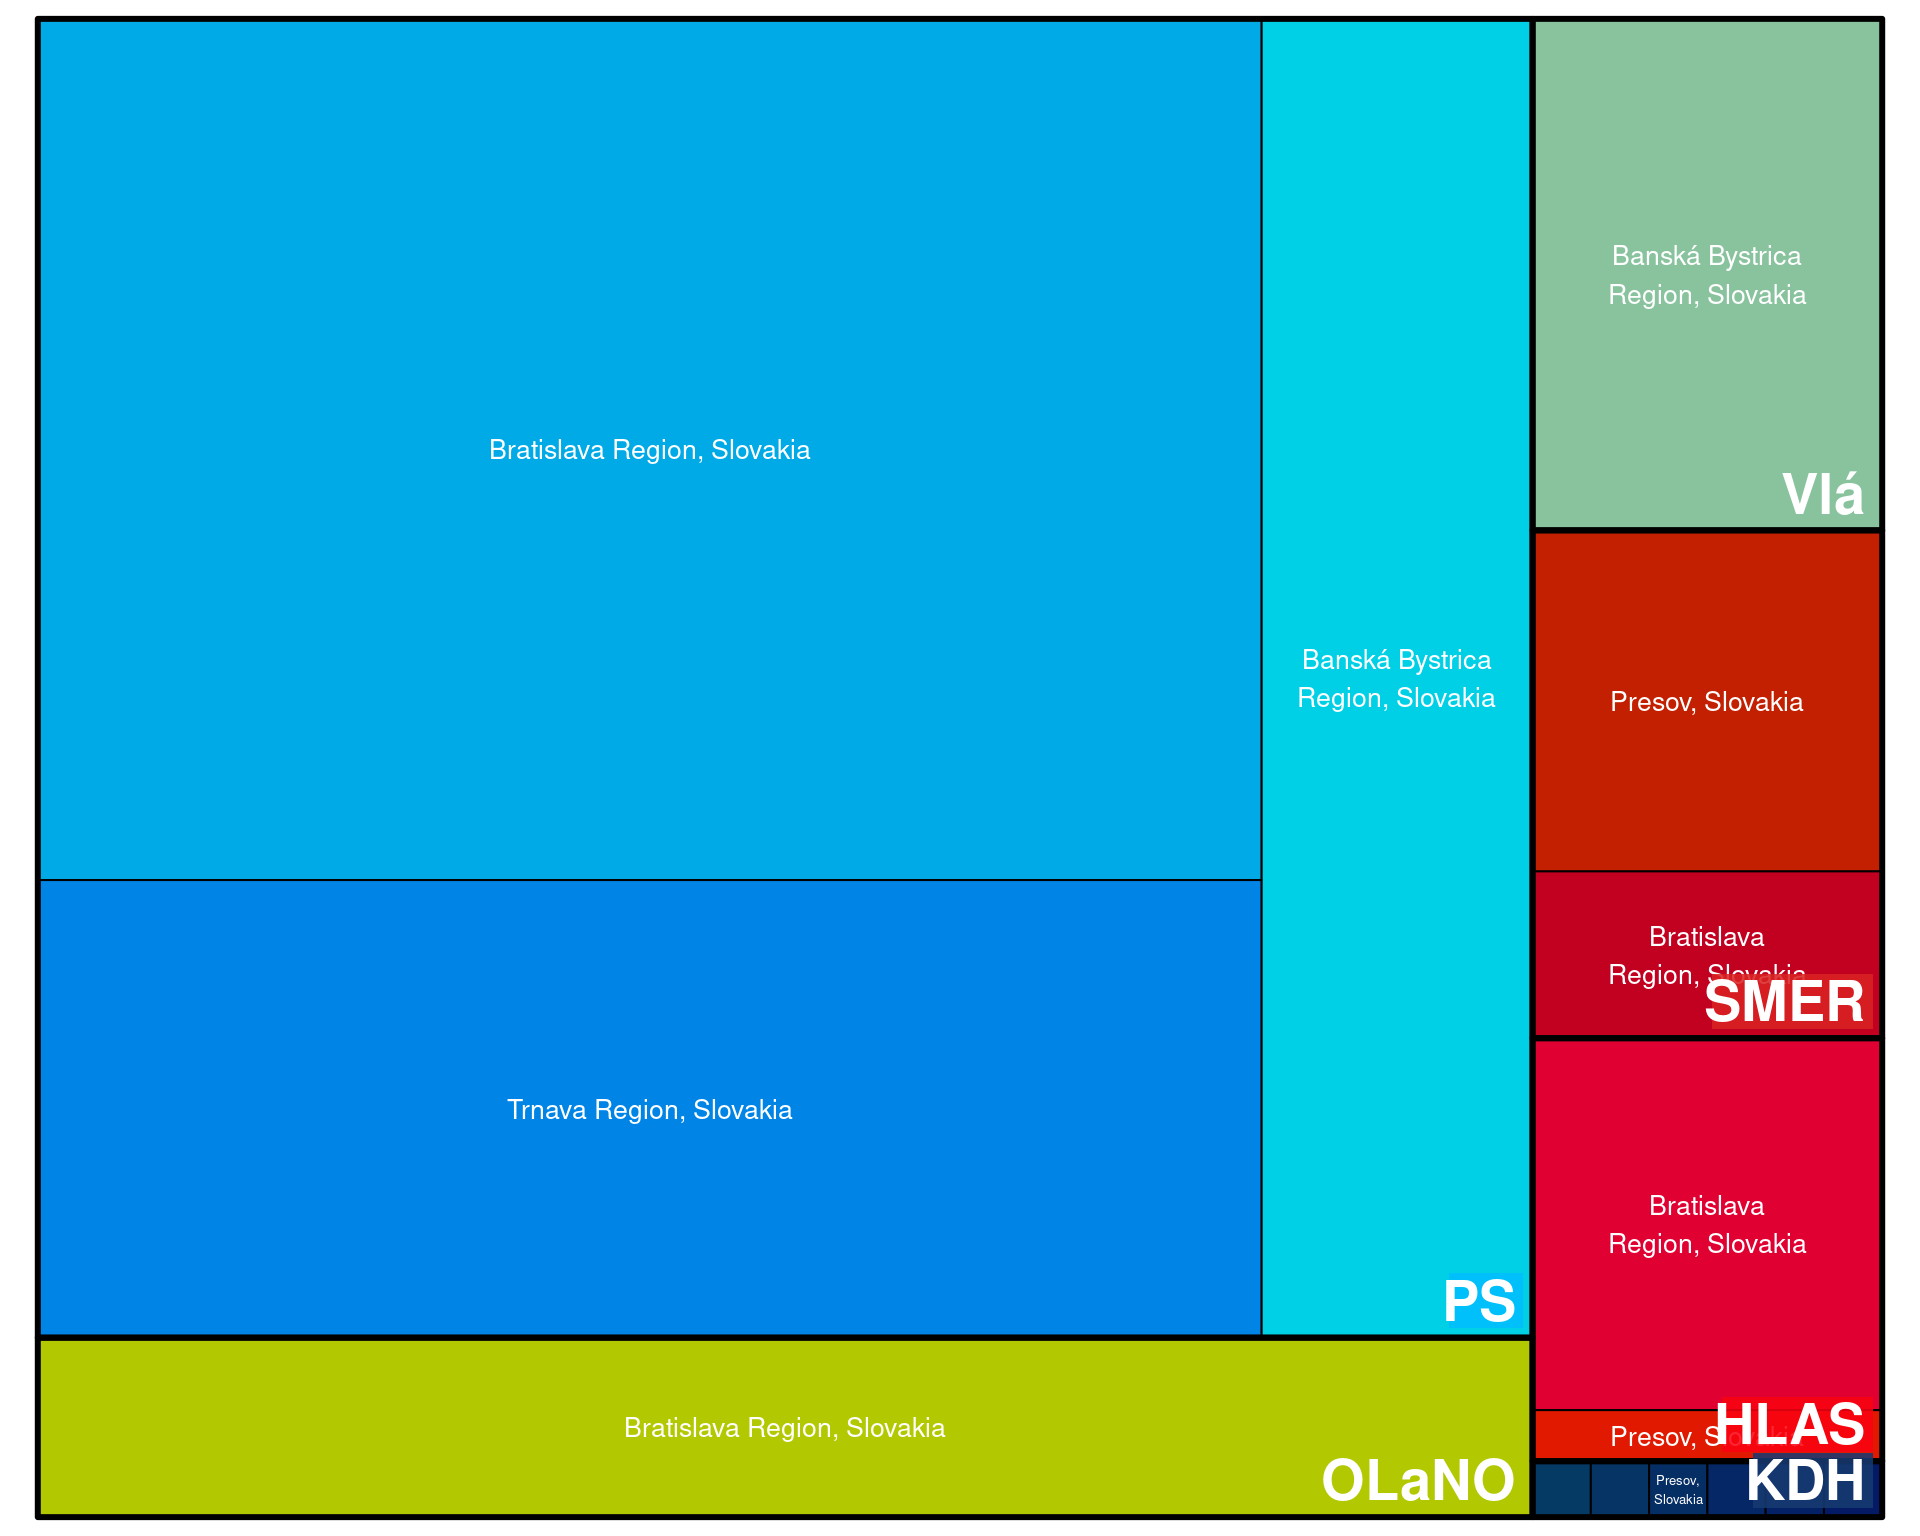 Bratislava Region, Slovakia
Trnava Region, Slovakia
Banská Bystrica
Region, Slovakia
PS
Bratislava Region, Slovakia
OLaNO
Banská Bystrica
Region, Slovakia
Vlá
Presov, Slovakia
Bratislava
Region, Slovakia
SMER
Bratislava
Region, Slovakia
Presov, Slovakia
HLAS
Presov,
Slovakia
KDH